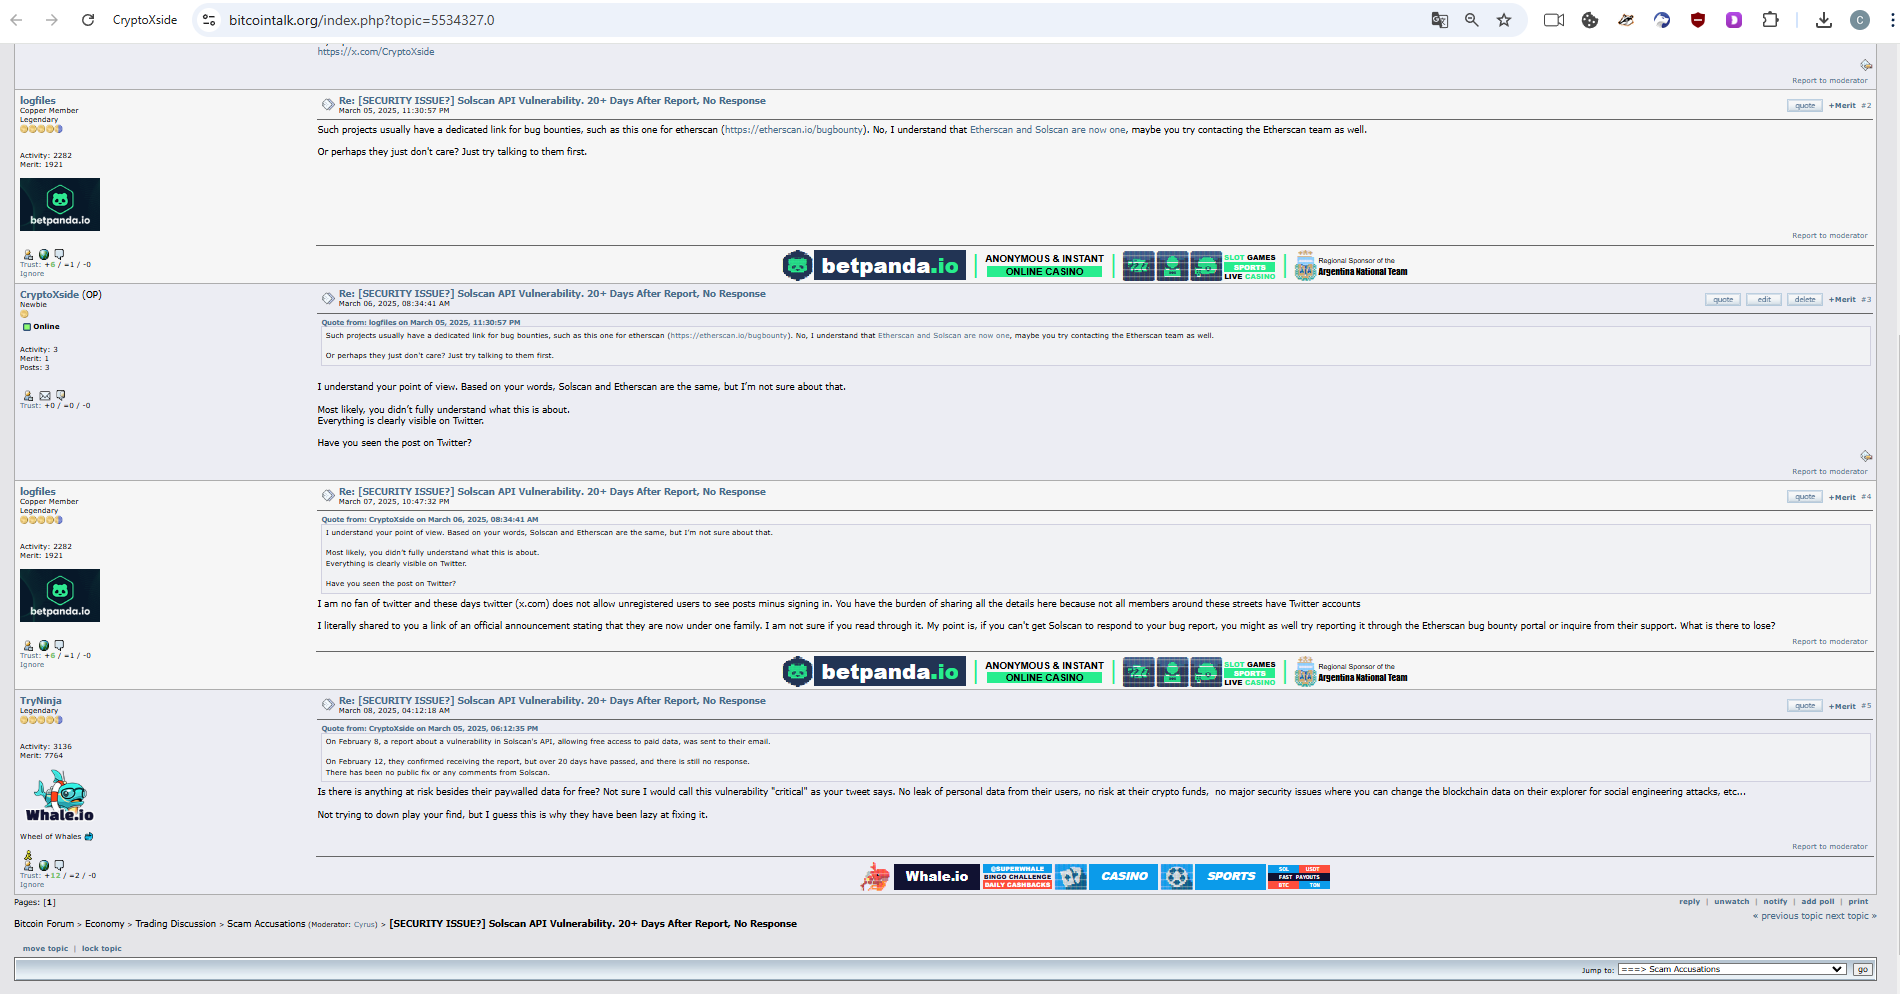 CryptoXside
bitcointalk.org/index.php?topic=5534327.0
C
https://x.com/CryptoXside
Report to moderator
logfiles
Copper Member
Legendary
Activity: 2282
Merit: 1921
betpanda.io
Trust: +6 / =1 / -0
Ignore
Re: [SECURITY ISSUE?] Solscan API Vulnerability. 20+ Days After Report, No Response
March 05, 2025, 11:30:57 PM
quote +Merit #2
Such projects usually have a dedicated link for bug bounties, such as this one for etherscan (https://etherscan.io/bugbounty). No, I understand that Etherscan and Solscan are now one, maybe you try contacting the Etherscan team as well.
Or perhaps they just don't care? Just try talking to them first.
Report to moderator
betpanda.io ANONYMOUS & INSTANT ONLINE CASINO SLOT GAMES SPORTS LIVE CASINO Regional Sponsor of the Argentina National Team
CryptoXside (OP)
Newbie
Online
Activity: 3
Merit: 1
Posts: 3
Trust: +0 / =0 / -0
Re: [SECURITY ISSUE?] Solscan API Vulnerability. 20+ Days After Report, No Response
March 06, 2025, 08:34:41 AM
quote edit delete +Merit #3
Quote from: logfiles on March 05, 2025, 11:30:57 PM
Such projects usually have a dedicated link for bug bounties, such as this one for etherscan (https://etherscan.io/bugbounty). No, I understand that Etherscan and Solscan are now one, maybe you try contacting the Etherscan team as well.
Or perhaps they just don't care? Just try talking to them first.
I understand your point of view. Based on your words, Solscan and Etherscan are the same, but I'm not sure about that.
Most likely, you didn't fully understand what this is about.
Everything is clearly visible on Twitter.
Have you seen the post on Twitter?
Report to moderator
logfiles
Copper Member
Legendary
Activity: 2282
Merit: 1921
betpanda.io
Trust: +6 / =1 / -0
Ignore
Re: [SECURITY ISSUE?] Solscan API Vulnerability. 20+ Days After Report, No Response
March 07, 2025, 10:47:32 PM
quote +Merit #4
Quote from: CryptoXside on March 06, 2025, 08:34:41 AM
I understand your point of view. Based on your words, Solscan and Etherscan are the same, but I'm not sure about that.
Most likely, you didn't fully understand what this is about.
Everything is clearly visible on Twitter.
Have you seen the post on Twitter?
I am no fan of twitter and these days twitter (x.com) does not allow unregistered users to see posts minus signing in. You have the burden of sharing all the details here because not all members around these streets have Twitter accounts
I literally shared to you a link of an official announcement stating that they are now under one family. I am not sure if you read through it. My point is, if you can't get Solscan to respond to your bug report, you might as well try reporting it through the Etherscan bug bounty portal or inquire from their support. What is there to lose?
Report to moderator
betpanda.io ANONYMOUS & INSTANT ONLINE CASINO SLOT GAMES SPORTS LIVE CASINO Regional Sponsor of the Argentina National Team
TryNinja
Legendary
Activity: 3136
Merit: 7764
Whale.io
Wheel of Whales
Trust: +12 / =2 / -0
Ignore
Re: [SECURITY ISSUE?] Solscan API Vulnerability. 20+ Days After Report, No Response
March 08, 2025, 04:12:18 AM
quote +Merit #5
Quote from: CryptoXside on March 05, 2025, 06:12:35 PM
On February 8, a report about a vulnerability in Solscan's API, allowing free access to paid data, was sent to their email.
On February 12, they confirmed receiving the report, but over 20 days have passed, and there is still no response.
There has been no public fix or any comments from Solscan.
Is there is anything at risk besides their paywalled data for free? Not sure I would call this vulnerability "critical" as your tweet says. No leak of personal data from their users, no risk at their crypto funds, no major security issues where you can change the blockchain data on their explorer for social engineering attacks, etc...
Not trying to down play your find, but I guess this is why they have been lazy at fixing it.
Report to moderator
Whale.io @SUPERWHALE BINGO CHALLENGE DAILY CASHBACKS CASINO SPORTS SOL USDT FAST PAYOUTS BTC TON
Pages: [1]
reply | unwatch | notify | add poll | print
« previous topic next topic »
Bitcoin Forum > Economy > Trading Discussion > Scam Accusations (Moderator: Cyrus) > [SECURITY ISSUE?] Solscan API Vulnerability. 20+ Days After Report, No Response
move topic | lock topic
Jump to: ===> Scam Accusations go